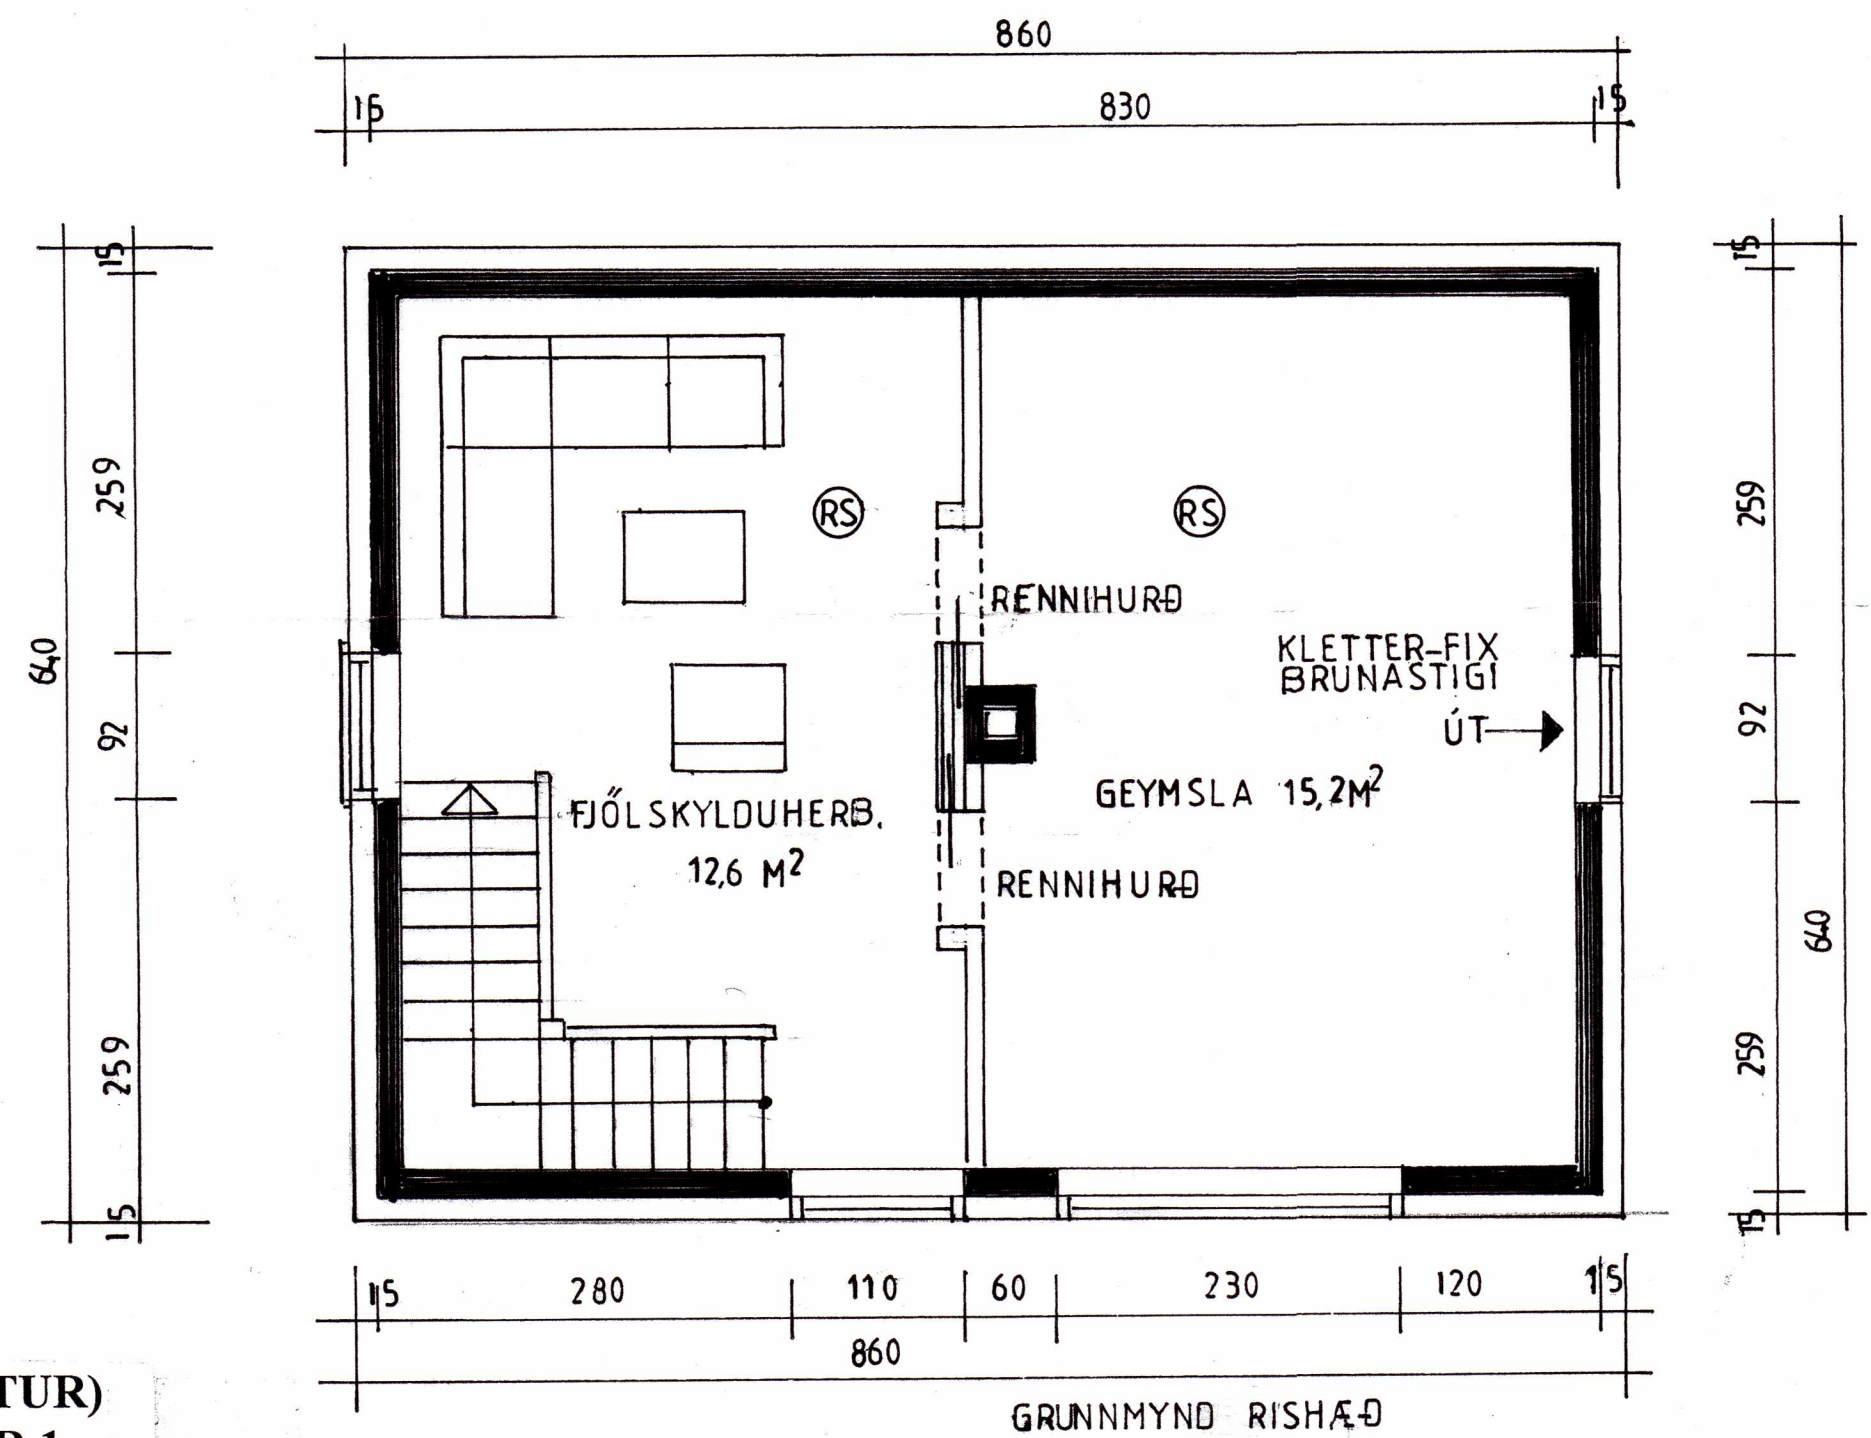 860
15 830 15
15 15
259 259
RS RS
RENNIHURÐ
KLETTER-FIX
BRUNASTIGI
640 92 ÚT 92
FJÖLSKYLDUHERB. GEYMSLA 15,2M²
12,6 M²
RENNIHURÐ
640
259 259
15 15
15 280 110 60 230 120 15
860
TUR)
GRUNNMYND RISHÆÐ